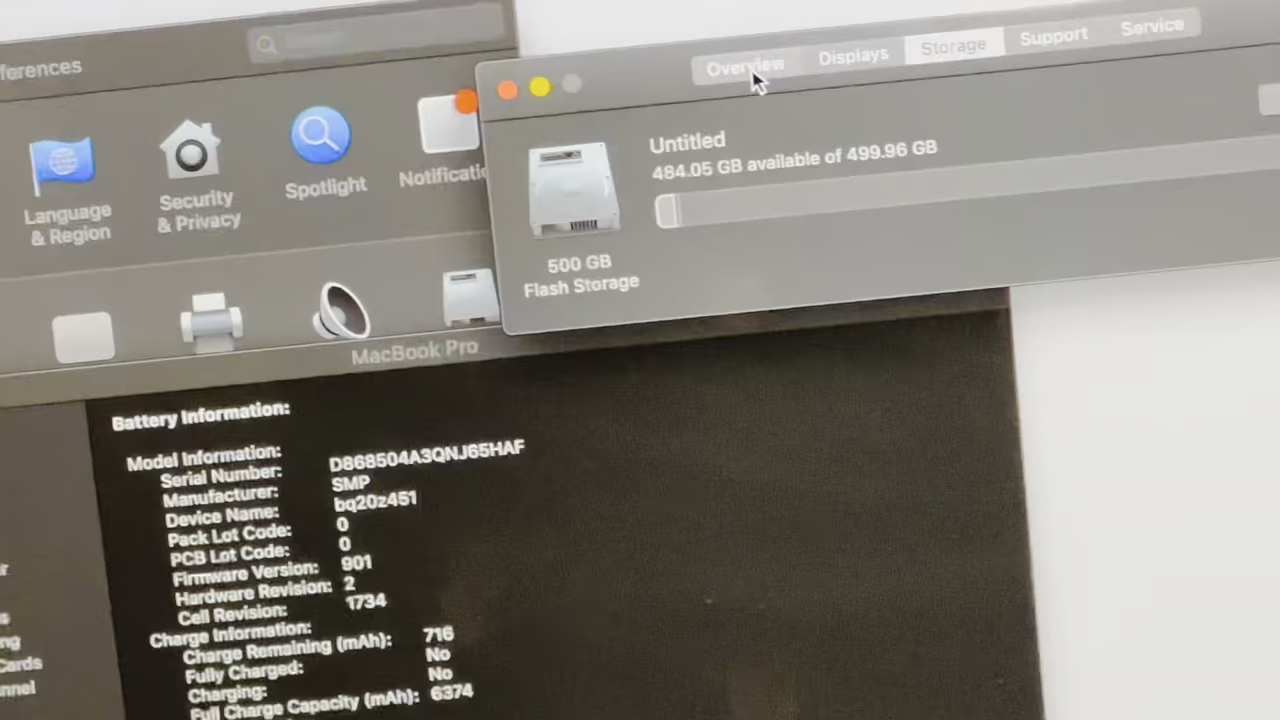 ferences
Language
& Region
Security
& Privacy
Spotlight
Notificatic
Overview
Displays
Storage
Support
Service
Untitled
484.05 GB available of 499.96 GB
500 GB
Flash Storage
MacBook Pro
Battery Information:
Model Information:
Serial Number: D868504A3QNJ65HAF
Manufacturer: SMP
Device Name: bq20z451
Pack Lot Code: 0
PCB Lot Code: 0
Firmware Version: 901
Hardware Revision: 2
Cell Revision: 1734
Charge Information:
Charge Remaining (mAh): 716
Fully Charged: No
Charging: No
Full Charge Capacity (mAh): 6374
ng
Cards
nnel